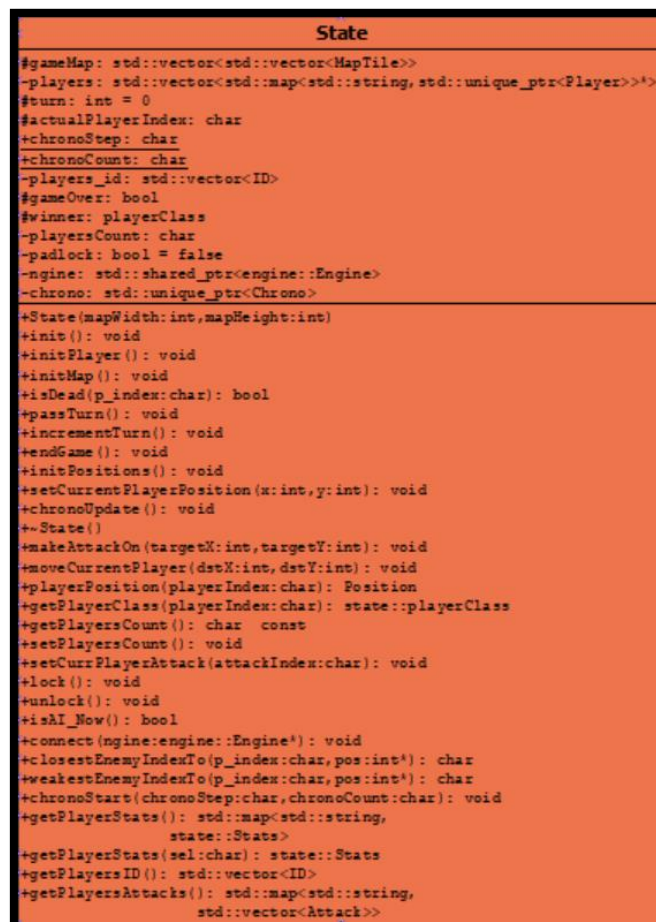 State
#gameMap: std::vector<std::vector<MapTile>>
-players: std::vector<std::map<std::string,std::unique_ptr<Player>>*>
#turn: int = 0
#actualPlayerIndex: char
+chronoStep: char
+chronoCount: char
-players_id: std::vector<ID>
#gameOver: bool
#winner: playerClass
-playersCount: char
-padlock: bool = false
-ngine: std::shared_ptr<engine::Engine>
-chrono: std::unique_ptr<Chrono>
+State(mapWidth:int,mapHeight:int)
+init(): void
+initPlayer(): void
+initMap(): void
+isDead(p_index:char): bool
+passTurn(): void
+incrementTurn(): void
+endGame(): void
+initPositions(): void
+setCurrentPlayerPosition(x:int,y:int): void
+chronoUpdate(): void
+~State()
+makeAttackOn(targetX:int,targetY:int): void
+moveCurrentPlayer(dstX:int,dstY:int): void
+playerPosition(playerIndex:char): Position
+getPlayerClass(playerIndex:char): state::playerClass
+getPlayersCount(): char const
+setPlayersCount(): void
+setCurrPlayerAttack(attackIndex:char): void
+lock(): void
+unlock(): void
+isAI_Now(): bool
+connect(ngine:engine::Engine*): void
+closestEnemyIndexTo(p_index:char,pos:int*): char
+weakestEnemyIndexTo(p_index:char,pos:int*): char
+chronoStart(chronoStep:char,chronoCount:char): void
+getPlayerStats(): std::map<std::string,
state::Stats>
+getPlayerStats(sel:char): state::Stats
+getPlayersID(): std::vector<ID>
+getPlayersAttacks(): std::map<std::string,
std::vector<Attack>>